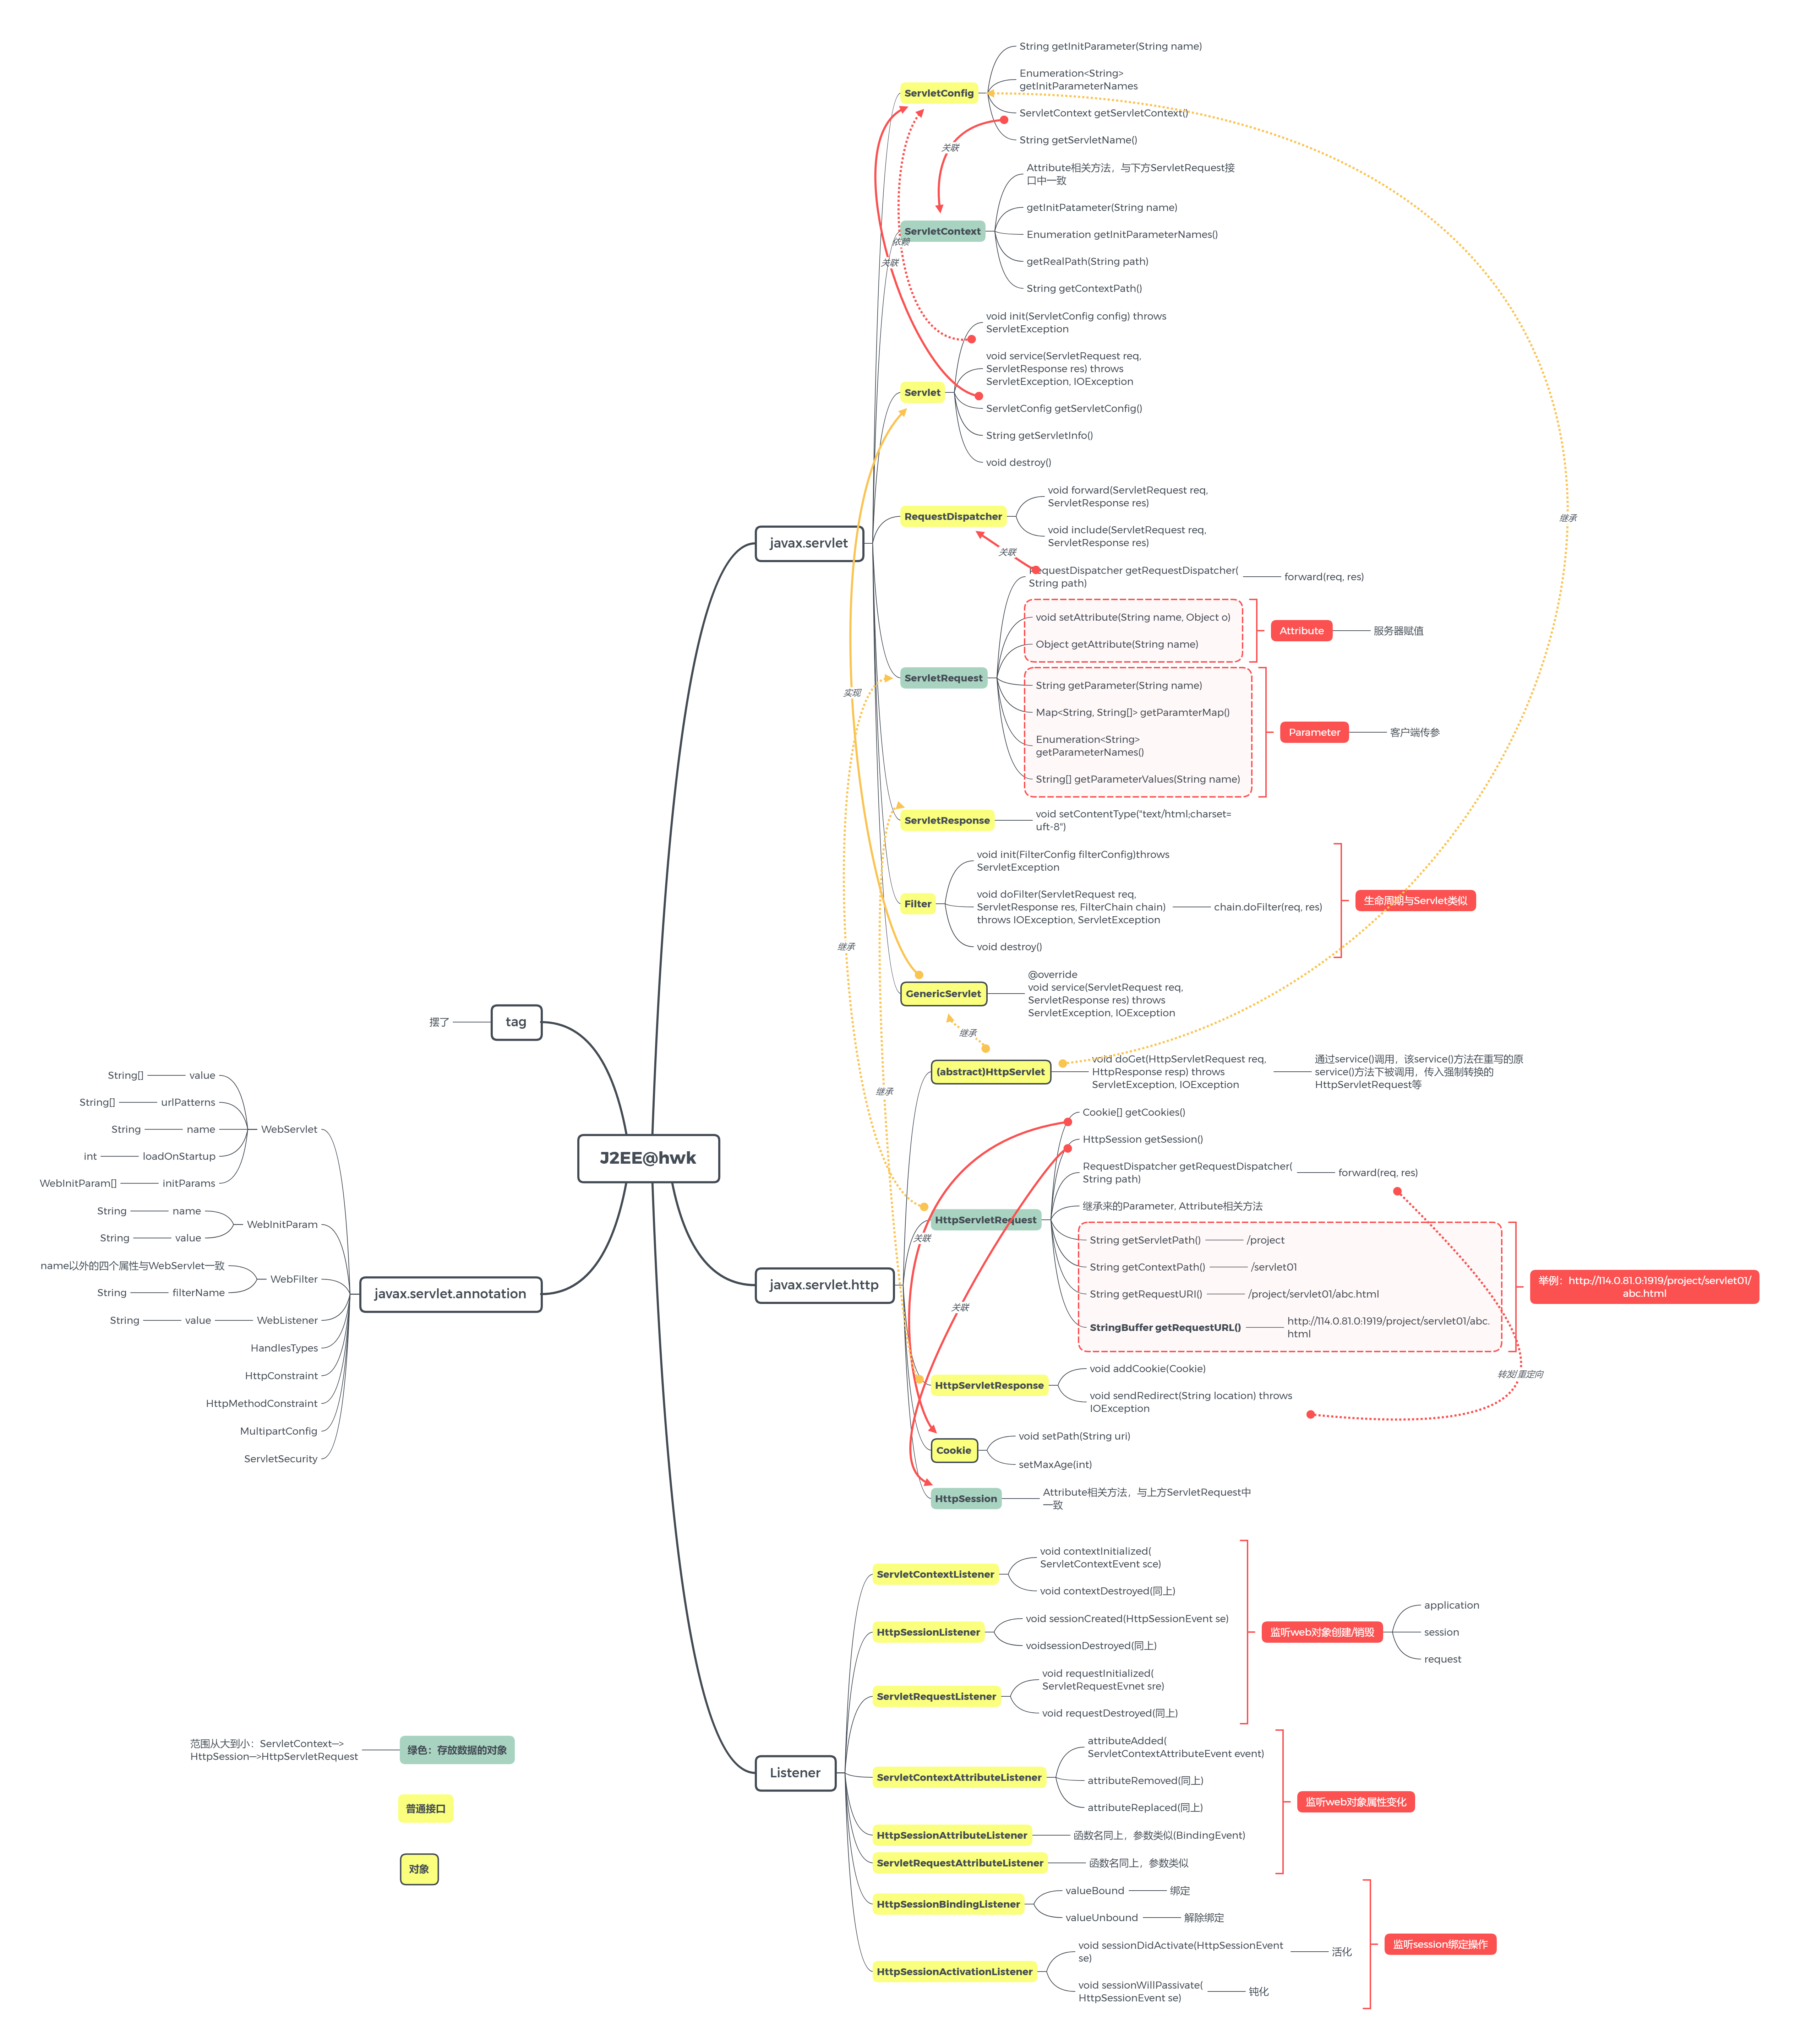 String getInitParameter(String name)
Enumeration<String>
getInitParameterNames
ServletConfig
ServletContext getServletContext()
String getServletName()
关联
Attribute相关方法，与下方ServletRequest接
口中一致
getInitPatameter(String name)
ServletContext
Enumeration getInitParameterNames()
依赖
关联
getRealPath(String path)
String getContextPath()
void init(ServletConfig config) throws
ServletException
void service(ServletRequest req,
ServletResponse res) throws
ServletException, IOException
Servlet
ServletConfig getServletConfig()
String getServletInfo()
void destroy()
void forward(ServletRequest req,
ServletResponse res)
RequestDispatcher
void include(ServletRequest req,
ServletResponse res)
继承
javax.servlet
关联
RequestDispatcher getRequestDispatcher(
String path)
forward(req, res)
void setAttribute(String name, Object o)
Object getAttribute(String name)
Attribute
服务器赋值
ServletRequest
String getParameter(String name)
Map<String, String[]> getParamterMap()
Enumeration<String>
getParameterNames()
String[] getParameterValues(String name)
Parameter
客户端传参
实现
ServletResponse
void setContentType("text/html;charset=
uft-8")
void init(FilterConfig filterConfig)throws
ServletException
Filter
void doFilter(ServletRequest req,
ServletResponse res, FilterChain chain)
throws IOException, ServletException
chain.doFilter(req, res)
void destroy()
生命周期与Servlet类似
继承
GenericServlet
@override
void service(ServletRequest req,
ServletResponse res) throws
ServletException, IOException
继承
摆了
tag
(abstract)HttpServlet
void doGet(HttpServletRequest req,
HttpResponse resp) throws
ServletException, IOException
通过service()调用，该service()方法在重写的原
service()方法下被调用，传入强制转换的
HttpServletRequest等
继承
J2EE@hwk
String[]
value
String[]
urlPatterns
String
name
WebServlet
int
loadOnStartup
WebInitParam[]
initParams
String
name
WebInitParam
String
value
name以外的四个属性与WebServlet一致
WebFilter
String
filterName
String
value
WebListener
HandlesTypes
HttpConstraint
HttpMethodConstraint
MultipartConfig
ServletSecurity
javax.servlet.annotation
javax.servlet.http
Cookie[] getCookies()
HttpSession getSession()
RequestDispatcher getRequestDispatcher(
String path)
forward(req, res)
继承来的Parameter, Attribute相关方法
HttpServletRequest
关联
String getServletPath()
/project
String getContextPath()
/servlet01
String getRequestURI()
/project/servlet01/abc.html
StringBuffer getRequestURL()
http://114.0.81.0:1919/project/servlet01/abc.
html
举例：http://114.0.81.0:1919/project/servlet01/
abc.html
关联
转发/重定向
HttpServletResponse
void addCookie(Cookie)
void sendRedirect(String location) throws
IOException
Cookie
void setPath(String uri)
setMaxAge(int)
HttpSession
Attribute相关方法，与上方ServletRequest中
一致
Listener
ServletContextListener
void contextInitialized(
ServletContextEvent sce)
void contextDestroyed(同上)
HttpSessionListener
void sessionCreated(HttpSessionEvent se)
voidsessionDestroyed(同上)
ServletRequestListener
void requestInitialized(
ServletRequestEvnet sre)
void requestDestroyed(同上)
监听web对象创建/销毁
application
session
request
ServletContextAttributeListener
attributeAdded(
ServletContextAttributeEvent event)
attributeRemoved(同上)
attributeReplaced(同上)
HttpSessionAttributeListener
函数名同上，参数类似(BindingEvent)
ServletRequestAttributeListener
函数名同上，参数类似
监听web对象属性变化
HttpSessionBindingListener
valueBound
绑定
valueUnbound
解除绑定
HttpSessionActivationListener
void sessionDidActivate(HttpSessionEvent
se)
活化
void sessionWillPassivate(
HttpSessionEvent se)
钝化
监听session绑定操作
范围从大到小：ServletContext—>
HttpSession—>HttpServletRequest
绿色：存放数据的对象
普通接口
对象